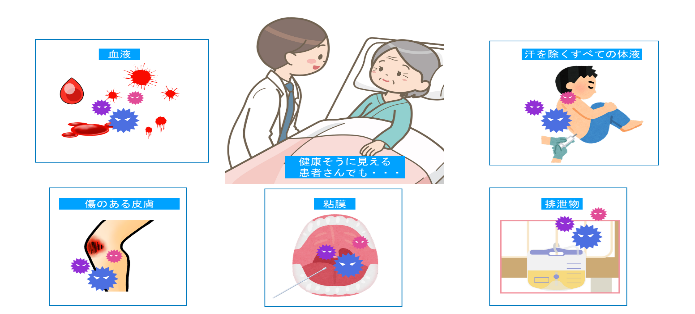 血液
汗を除くすべての体液
健康そうに見える
患者さんでも・・・
傷のある皮膚
粘膜
排泄物